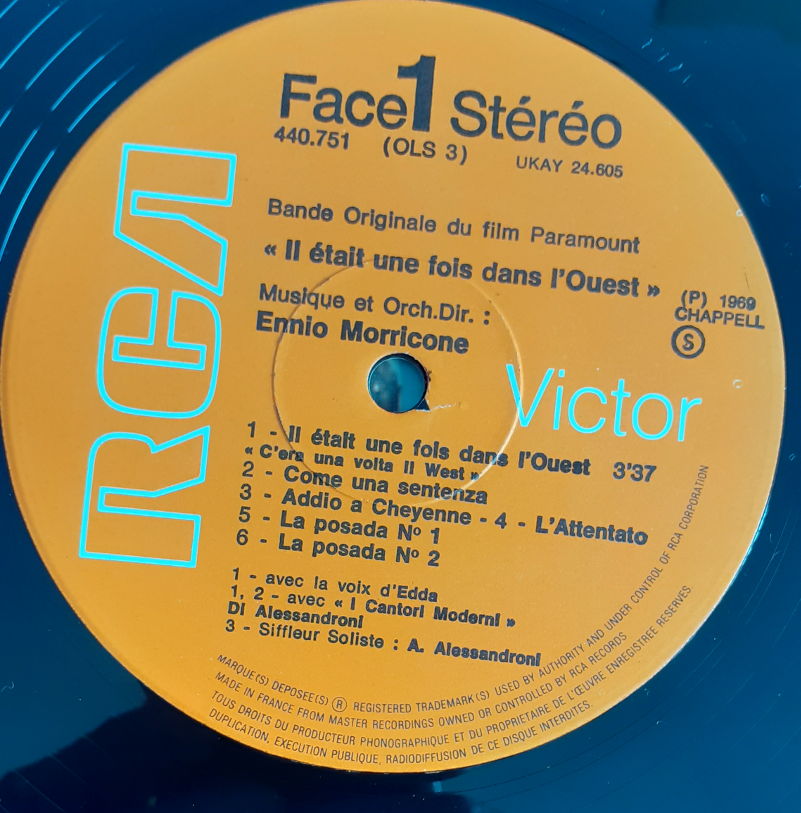 Face 1 Stéréo
440.751 (OLS 3) UKAY 24.605
RCA
Bande Originale du film Paramount
« Il était une fois dans l'Ouest »
(P) 1969
CHAPPELL
S
Musique et Orch.Dir. :
Ennio Morricone
Victor
1 - Il était une fois dans l'Ouest 3'37
« C'era una volta Il West »
2 - Come una sentenza
3 - Addio a Cheyenne - 4 - L'Attentato
5 - La posada Nº 1
6 - La posada Nº 2
1 - avec la voix d'Edda
1, 2 - avec « I Cantori Moderni »
Di Alessandroni
3 - Siffleur Soliste : A. Alessandroni
MARQUE(S) DEPOSEE(S) ® REGISTERED TRADEMARK(S) USED BY AUTHORITY AND UNDER CONTROL OF RCA CORPORATION
MADE IN FRANCE FROM MASTER RECORDINGS OWNED OR CONTROLLED BY RCA RECORDS
TOUS DROITS DU PRODUCTEUR PHONOGRAPHIQUE ET DU PROPRIETAIRE DE L'ŒUVRE ENREGISTREE RESERVES
DUPLICATION, EXECUTION PUBLIQUE, RADIODIFFUSION DE CE DISQUE INTERDITES.